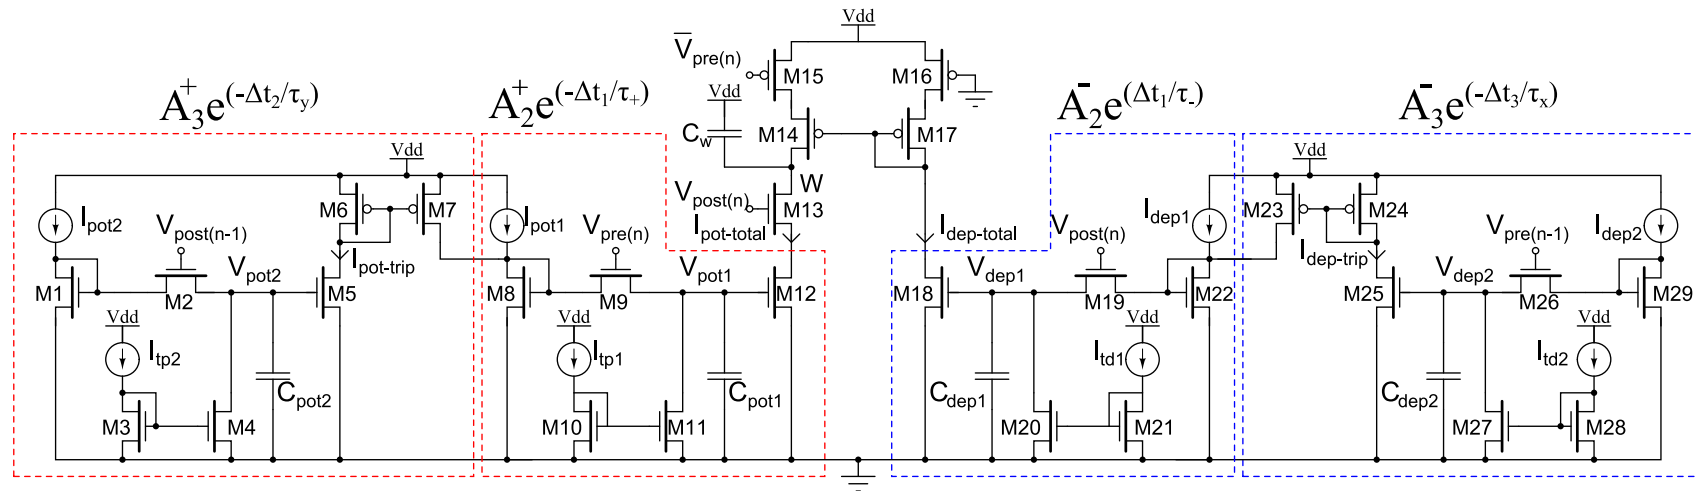 Vdd
V̅pre(n)
M15
M16
A3+e(-Δt2/τy)
A2+e(-Δt1/τ+)
A2-e(Δt1/τ-)
A3-e(-Δt3/τx)
Vdd
Cw
M14
M17
Vdd
Vdd
W
Vpost(n)
M13
Ipot2
M6
M7
Ipot1
Ipot-total
Idep-total
Idep1
M23
M24
Idep2
Vpost(n-1)
Ipot-trip
Vpre(n)
Vpost(n)
Idep-trip
Vpre(n-1)
Vpot2
Vpot1
Vdep1
Vdep2
M1
M2
M5
M8
M9
M12
M18
M19
M22
M25
M26
M29
Vdd
Vdd
Vdd
Vdd
Itp2
Itp1
Itd1
Itd2
Cpot2
Cpot1
Cdep1
Cdep2
M3
M4
M10
M11
M20
M21
M27
M28